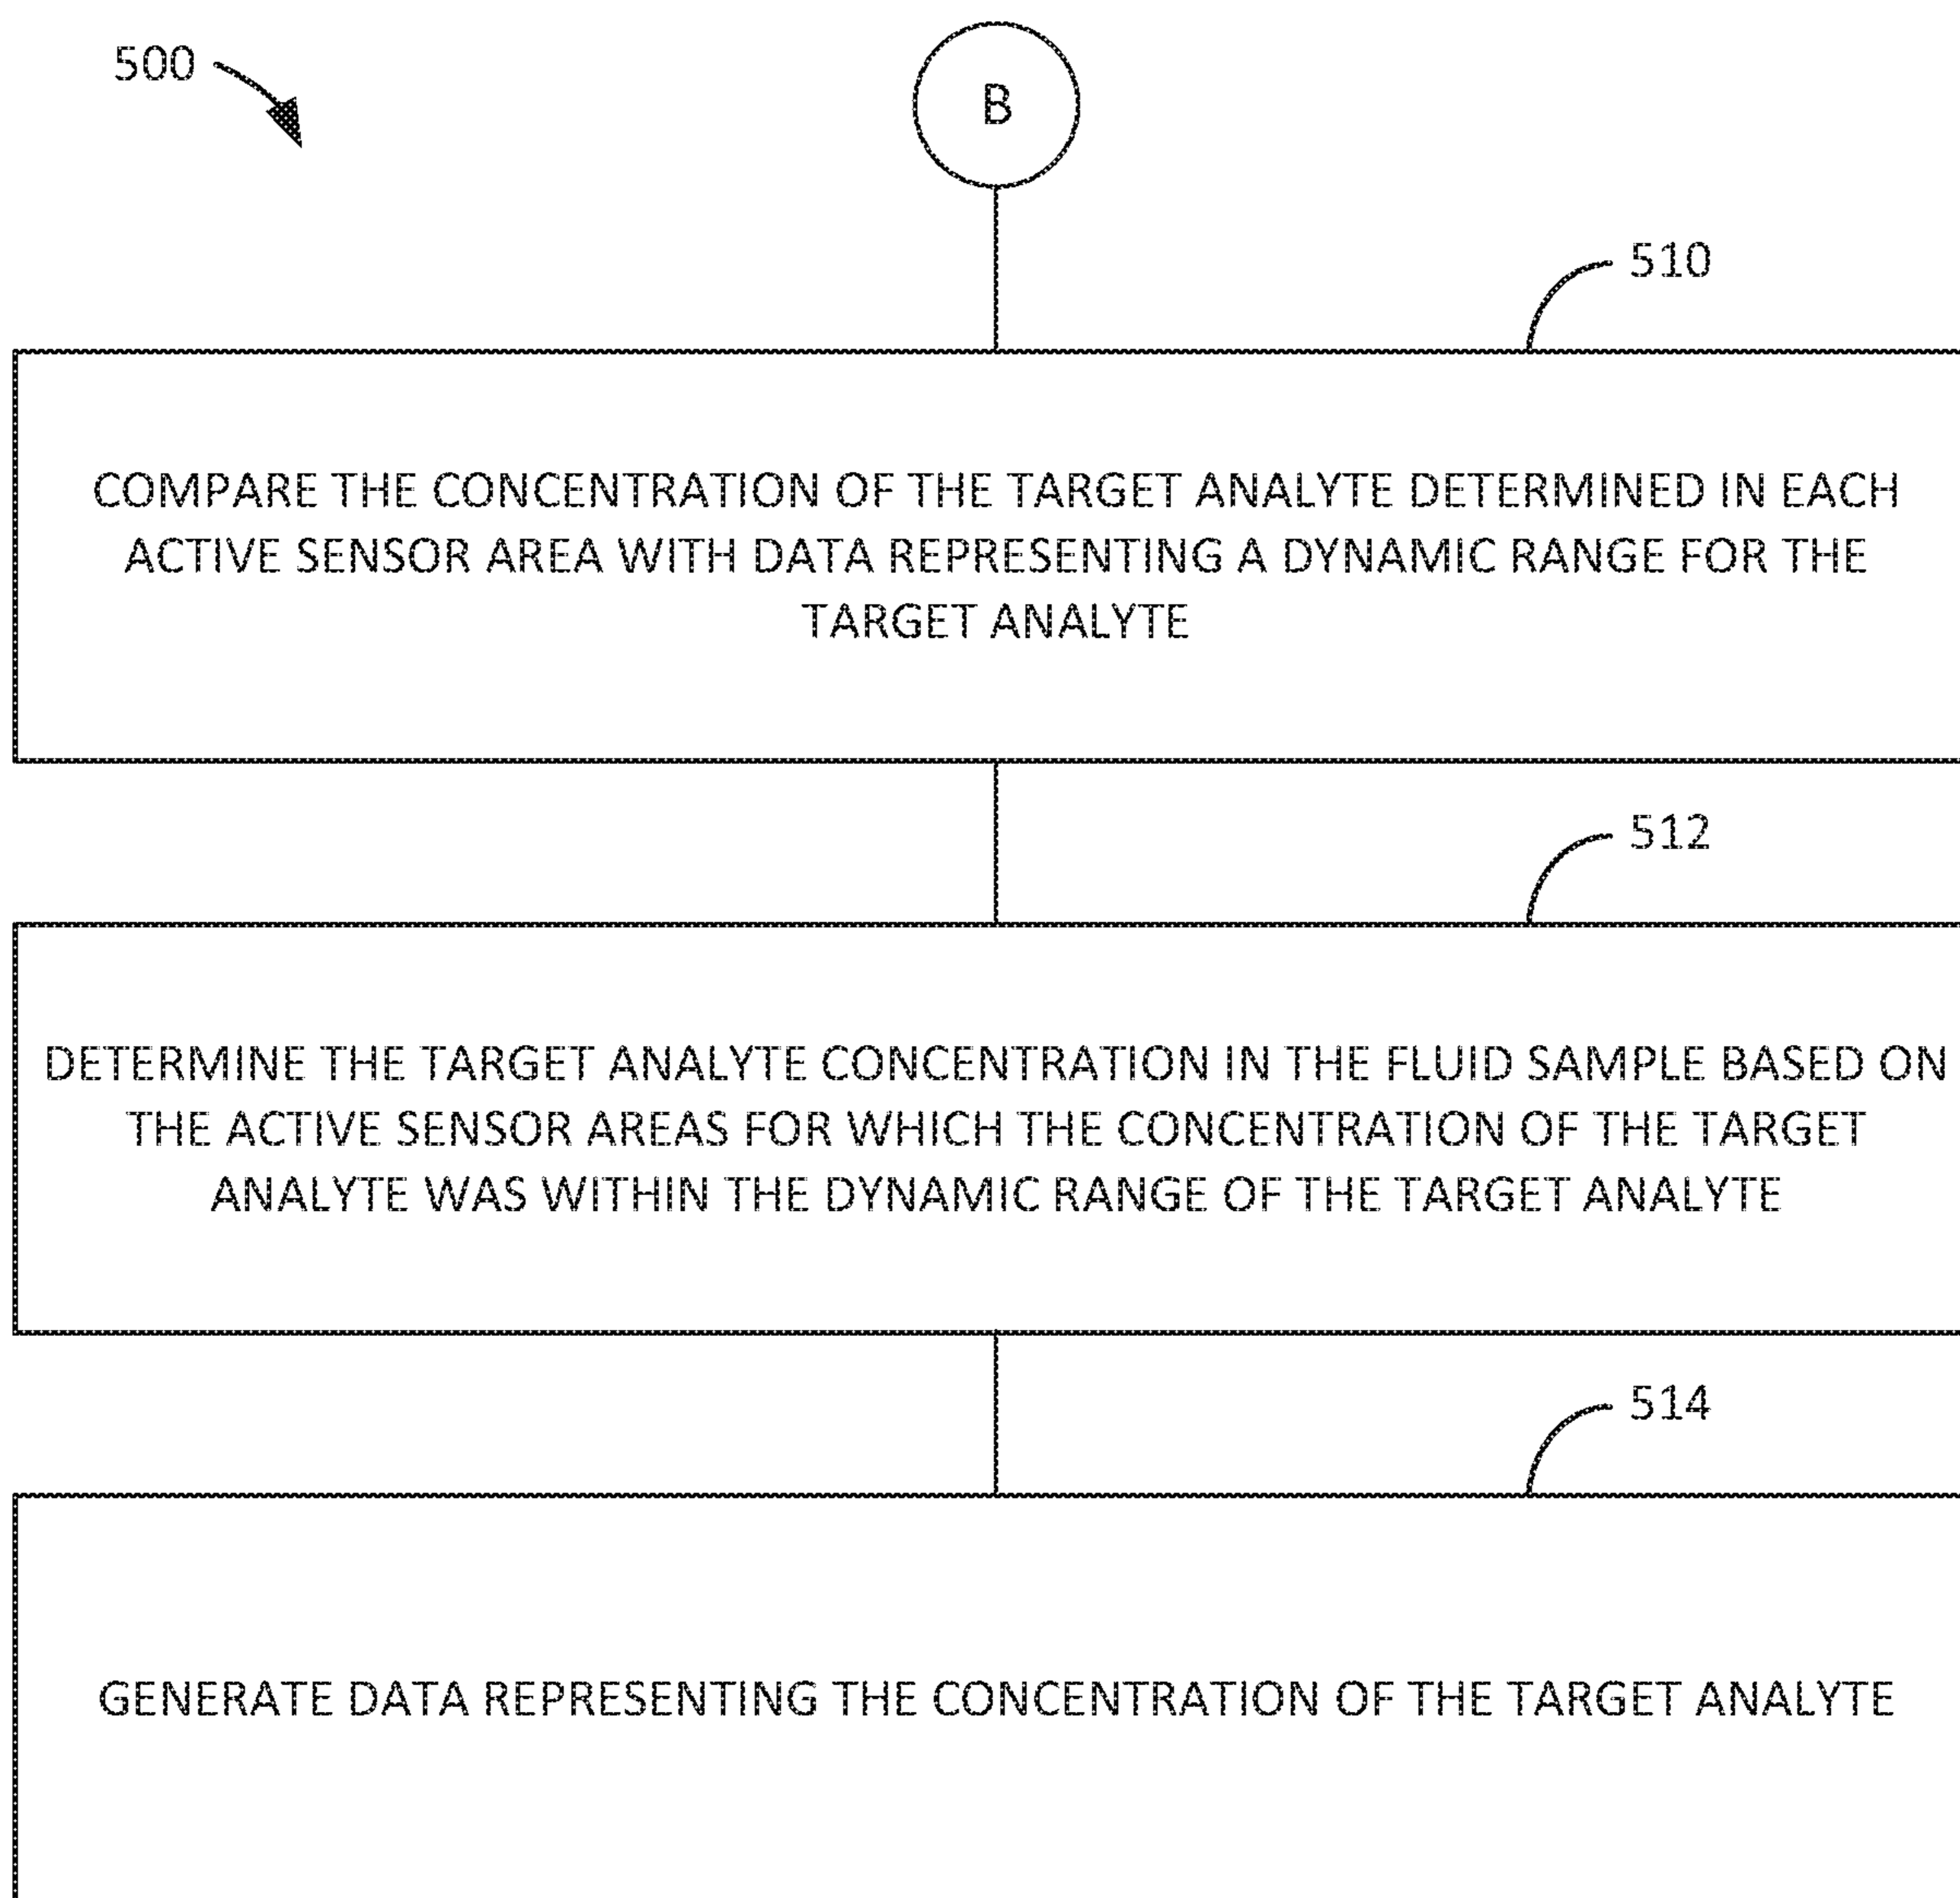 500
B
510
COMPARE THE CONCENTRATION OF THE TARGET ANALYTE DETERMINED IN EACH
ACTIVE SENSOR AREA WITH DATA REPRESENTING A DYNAMIC RANGE FOR THE
TARGET ANALYTE
512
DETERMINE THE TARGET ANALYTE CONCENTRATION IN THE FLUID SAMPLE BASED ON
THE ACTIVE SENSOR AREAS FOR WHICH THE CONCENTRATION OF THE TARGET
ANALYTE WAS WITHIN THE DYNAMIC RANGE OF THE TARGET ANALYTE
514
GENERATE DATA REPRESENTING THE CONCENTRATION OF THE TARGET ANALYTE